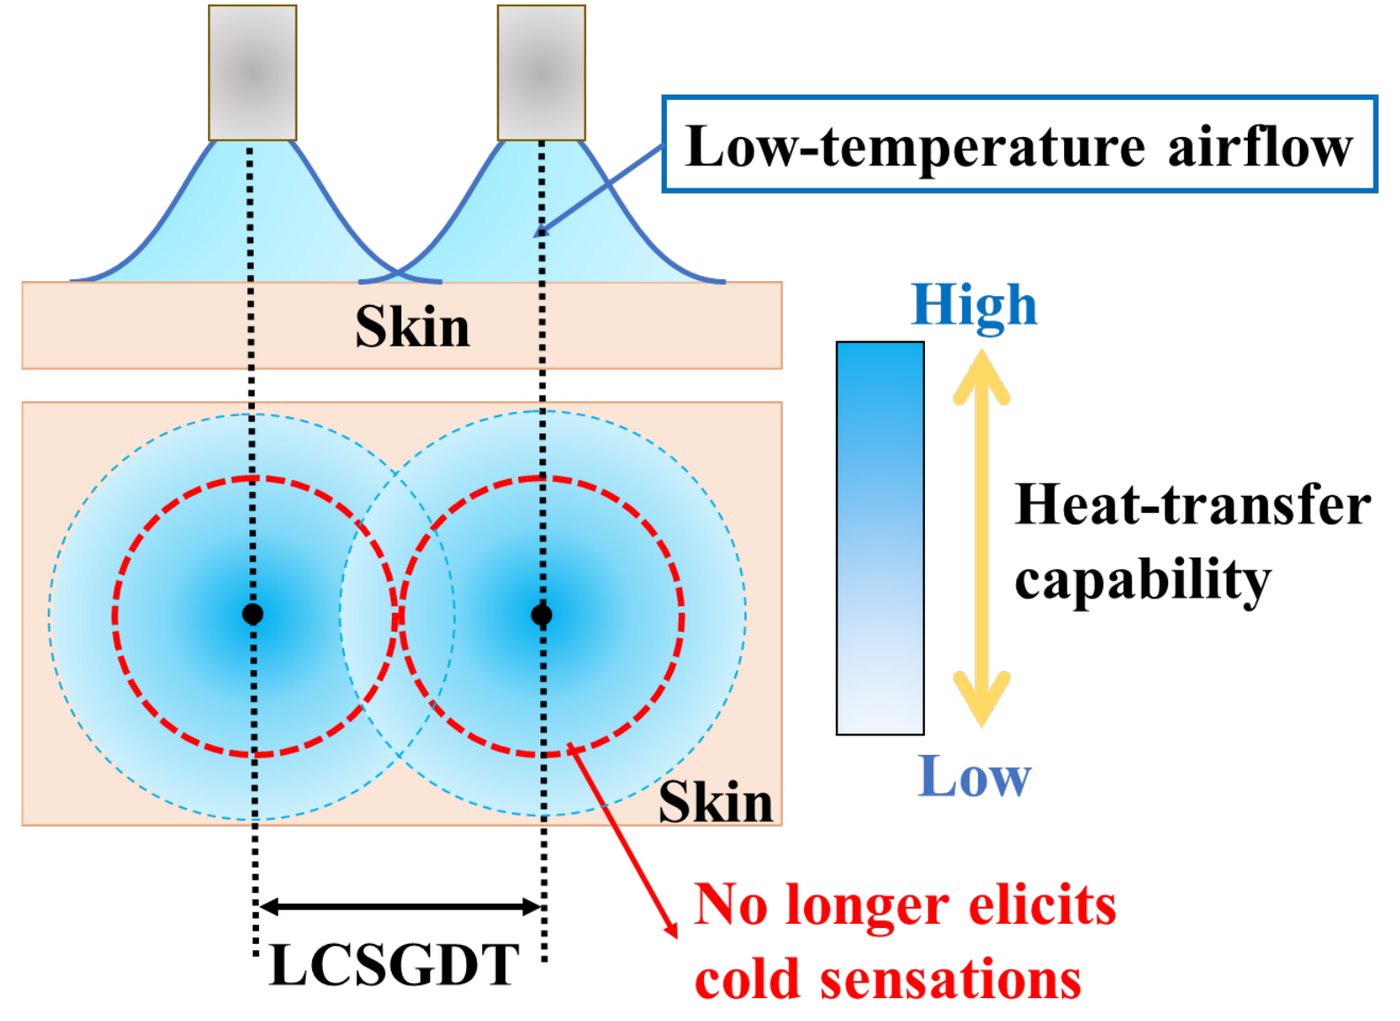 Low-temperature airflow
Skin
High
Heat-transfer
capability
Low
Skin
LCSGDT
No longer elicits
cold sensations